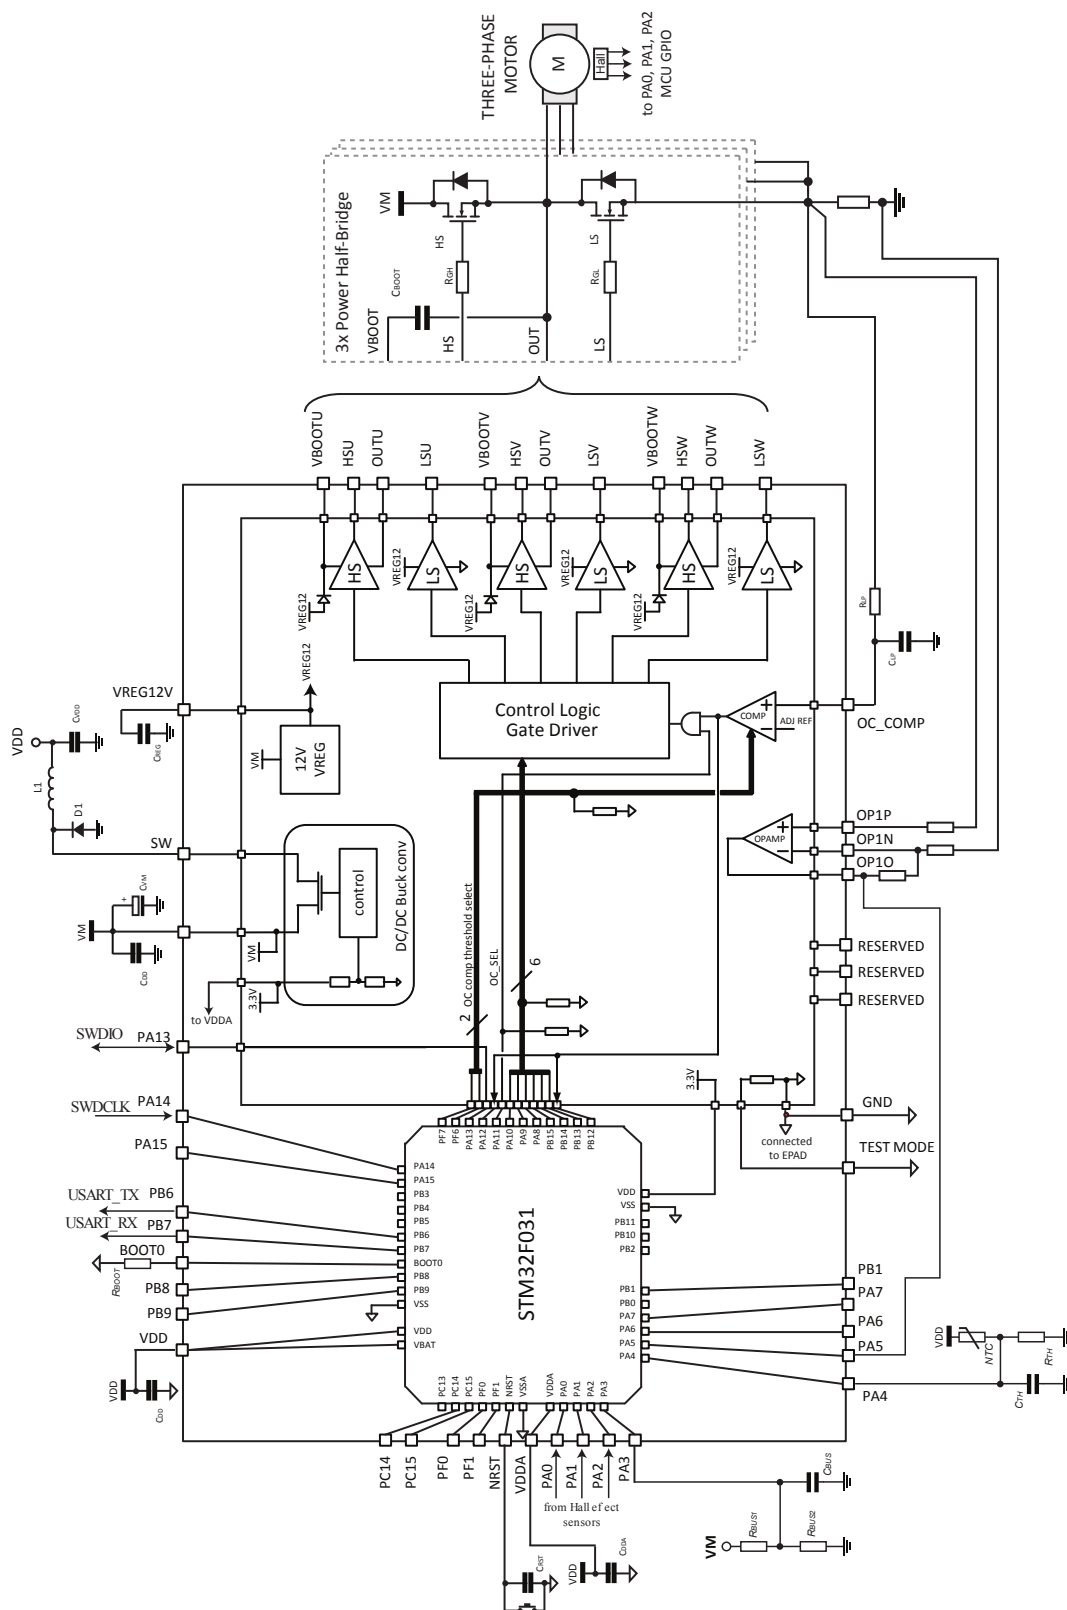 THREE-PHASE
MOTOR
M
Hall
to PA0, PA1, PA2
MCU GPIO
3x Power Half-Bridge
VM
HS
LS
RGH
RGL
CBOOT
VBOOT
HS
OUT
LS
VBOOTU
HSU
OUTU
LSU
VBOOTV
HSV
OUTV
LSV
VBOOTW
HSW
OUTW
LSW
HS
LS
HS
LS
HS
LS
VREG12
VREG12
VREG12
VREG12
VREG12
VREG12
RLP
CLP
VREG12V
CREG
VDD
CVDD
L1
D1
SW
VREG12
VM
12V
VREG
Control Logic
Gate Driver
COMP
+
−
ADJ REF
OC_COMP
OPAMP
+
−
OP1P
OP1N
OP1O
RESERVED
RESERVED
RESERVED
control
DC/DC Buck conv
VM
+
CVM
CDD
VM
3.3V
to VDDA
2
OC comp threshold select
OC_SEL
6
SWDIO
PA13
SWDCLK
PA14
PA15
USART_TX
PB6
USART_RX
PB7
BOOT0
RBOOT
PB8
PB9
VDD
VDD
CDD
3.3V
connected
to EPAD
GND
TEST MODE
PF7
PF6
PA13
PA12
PA11
PA10
PA9
PA8
PB15
PB14
PB13
PB12
PA14
PA15
PB3
PB4
PB5
PB6
PB7
BOOT0
PB8
PB9
VSS
VDD
VBAT
STM32F031
VDD
VSS
PB11
PB10
PB2
PB1
PB0
PA7
PA6
PA5
PA4
PC13
PC14
PC15
PF0
PF1
NRST
VSSA
VDDA
PA0
PA1
PA2
PA3
PB1
PA7
PA6
PA5
PA4
VDD
NTC
RTH
CTH
PC14
PC15
PF0
PF1
NRST
VDDA
PA0
PA1
PA2
PA3
from Hall ef ect
sensors
CRST
VDD
CDDA
VM
RBUS1
RBUS2
CBUS